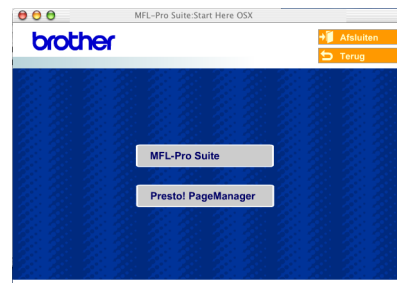 MFL-Pro Suite:Start Here OSX
brother
Afsluiten
Terug
MFL-Pro Suite
Presto! PageManager